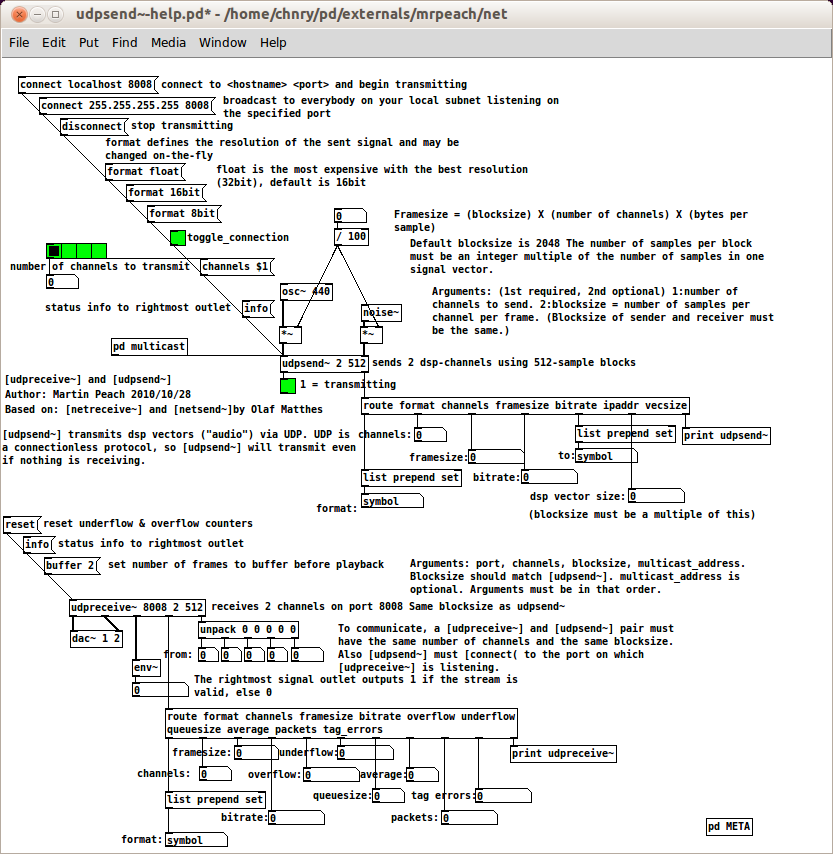 udpsend~-help.pd* - /home/chnry/pd/externals/mrpeach/net
File Edit Put Find Media Window Help
connect localhost 8008 connect to <hostname> <port> and begin transmitting
connect 255.255.255.255 8008 broadcast to everybody on your local subnet listening on
the specified port
disconnect stop transmitting
format defines the resolution of the sent signal and may be
changed on-the-fly
format float float is the most expensive with the best resolution
(32bit), default is 16bit
format 16bit
format 8bit
0
Framesize = (blocksize) X (number of channels) X (bytes per
sample)
toggle_connection
/ 100
Default blocksize is 2048 The number of samples per block
must be an integer multiple of the number of samples in one
signal vector.
number of channels to transmit channels $1
0
osc~ 440
Arguments: (1st required, 2nd optional) 1:number of
channels to send. 2:blocksize = number of samples per
channel per frame. (Blocksize of sender and receiver must
be the same.)
status info to rightmost outlet info
noise~
*~ *~
pd multicast
udpsend~ 2 512 sends 2 dsp-channels using 512-sample blocks
[udpreceive~] and [udpsend~]
1 = transmitting
Author: Martin Peach 2010/10/28
Based on: [netreceive~] and [netsend~]by Olaf Matthes
route format channels framesize bitrate ipaddr vecsize
[udpsend~] transmits dsp vectors ("audio") via UDP. UDP is
a connectionless protocol, so [udpsend~] will transmit even
if nothing is receiving.
channels: 0
list prepend set
print udpsend~
framesize: 0
to: symbol
list prepend set
bitrate: 0
dsp vector size: 0
format: symbol
(blocksize must be a multiple of this)
reset reset underflow & overflow counters
info status info to rightmost outlet
buffer 2 set number of frames to buffer before playback
Arguments: port, channels, blocksize, multicast_address.
Blocksize should match [udpsend~]. multicast_address is
optional. Arguments must be in that order.
udpreceive~ 8008 2 512 receives 2 channels on port 8008 Same blocksize as udpsend~
dac~ 1 2
unpack 0 0 0 0 0
To communicate, a [udpreceive~] and [udpsend~] pair must
have the same number of channels and the same blocksize.
Also [udpsend~] must [connect( to the port on which
[udpreceive~] is listening.
from: 0 0 0 0 0
env~
0
The rightmost signal outlet outputs 1 if the stream is
valid, else 0
route format channels framesize bitrate overflow underflow
queuesize average packets tag_errors
framesize: 0 underflow: 0
print udpreceive~
channels: 0 overflow: 0 average: 0
list prepend set
queuesize: 0 tag errors: 0
bitrate: 0 packets: 0
pd META
format: symbol